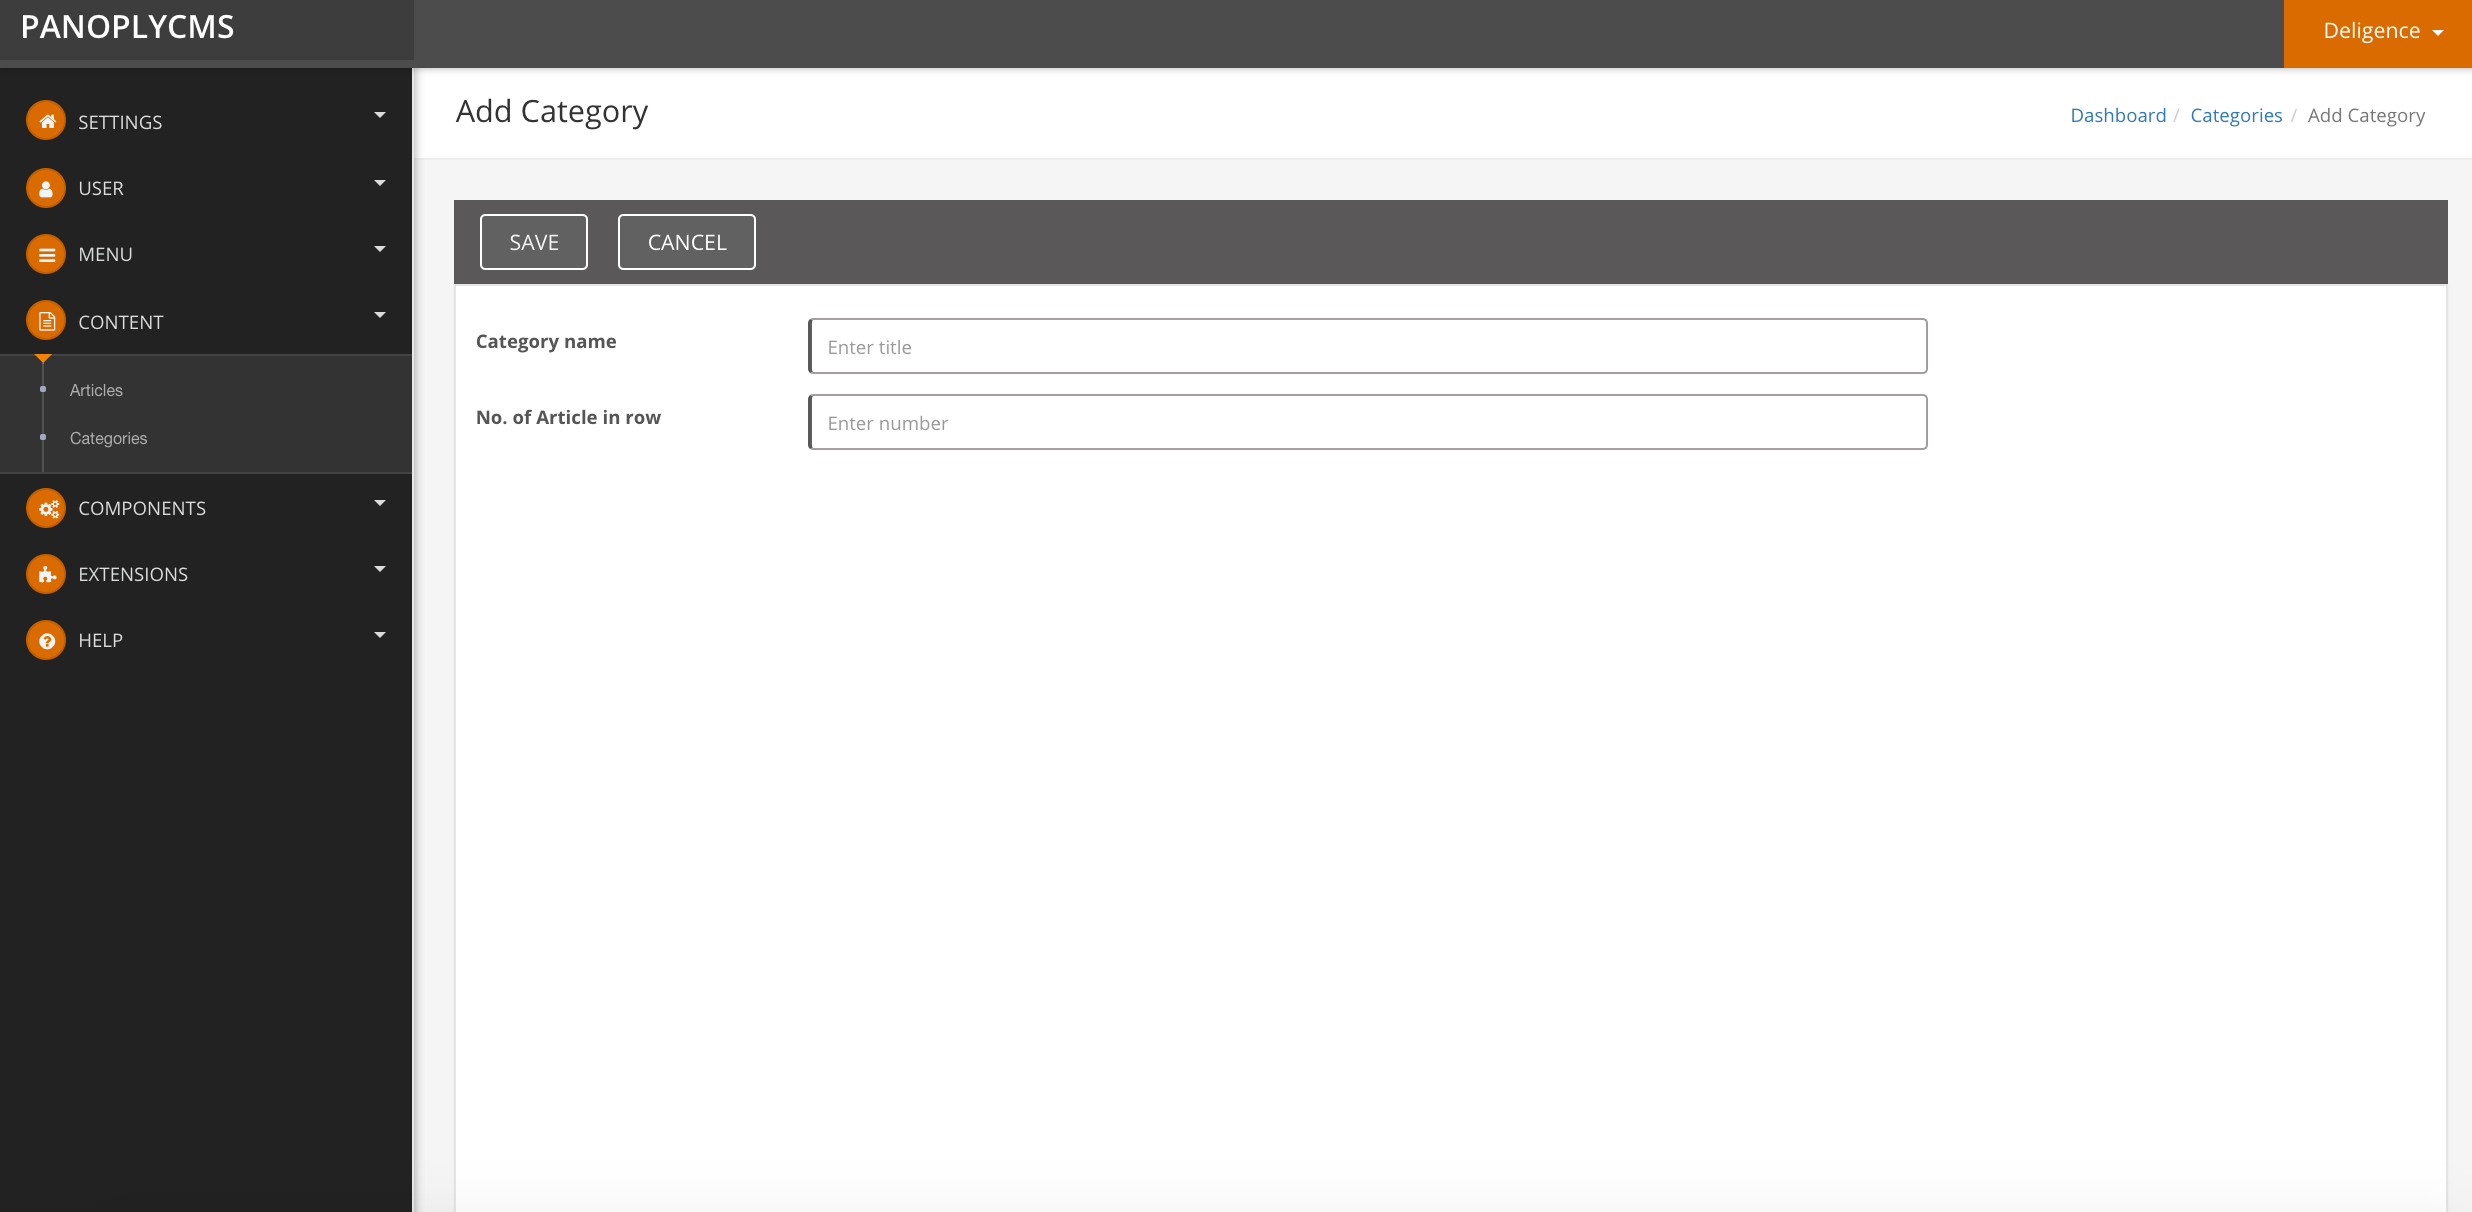 PANOPLYCMS
Deligence
SETTINGS
USER
MENU
CONTENT
Articles
Categories
COMPONENTS
EXTENSIONS
HELP
Add Category
Dashboard / Categories / Add Category
SAVE CANCEL
Category name Enter title
No. of Article in row Enter number